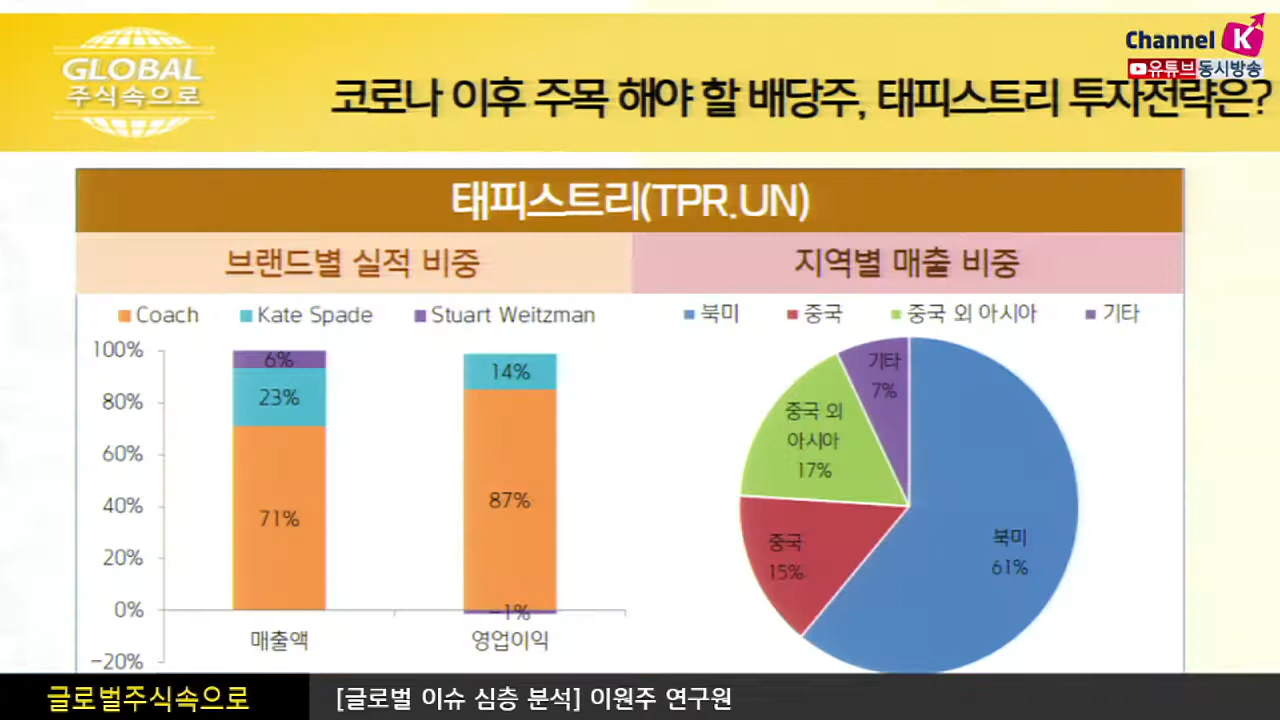 GLOBAL
주식속으로
Channel K
유튜브동시방송
코로나 이후 주목 해야 할 배당주, 태피스트리 투자전략은?
태피스트리(TPR.UN)
브랜드별 실적 비중
지역별 매출 비중
Coach Kate Spade Stuart Weitzman
북미 중국 중국 외 아시아 기타
100%
80%
60%
40%
20%
0%
-20%
6%
23%
71%
매출액
14%
87%
-1%
영업이익
기타
7%
중국 외
아시아
17%
중국
15%
북미
61%
글로벌주식속으로
[글로벌 이슈 심층 분석] 이원주 연구원